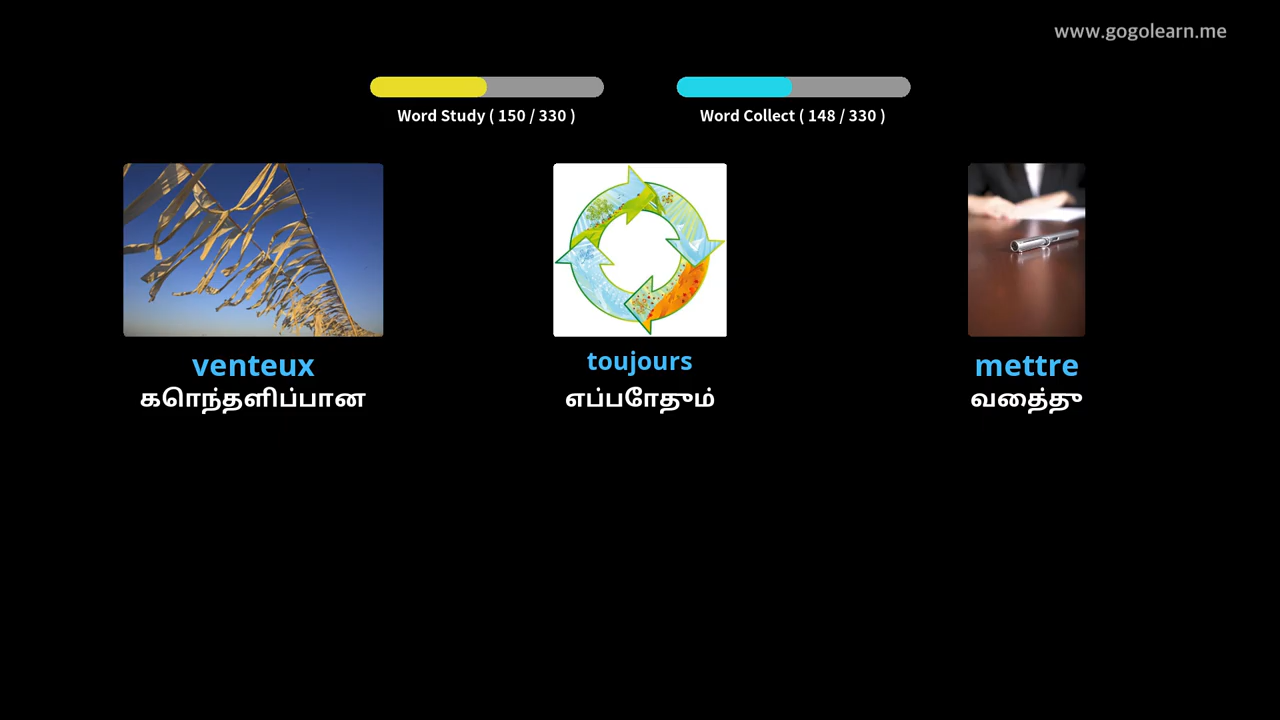 www.gogolearn.me
Word Study ( 150 / 330 )
Word Collect ( 148 / 330 )
venteux
toujours
mettre
கொந்தளிப்பான
எப்போதும்
வைத்து